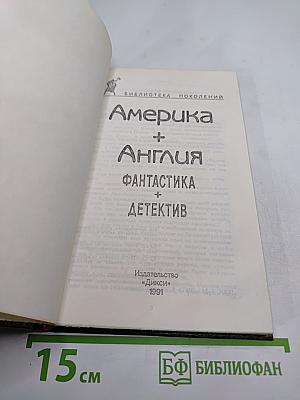 БИБЛИОТЕКА ПОКОЛЕНИЙ
Америка
+
Англия
ФАНТАСТИКА
+
ДЕТЕКТИВ
Издательство
«Дикси»
1991
15 см
БФ БИБЛИОФАН